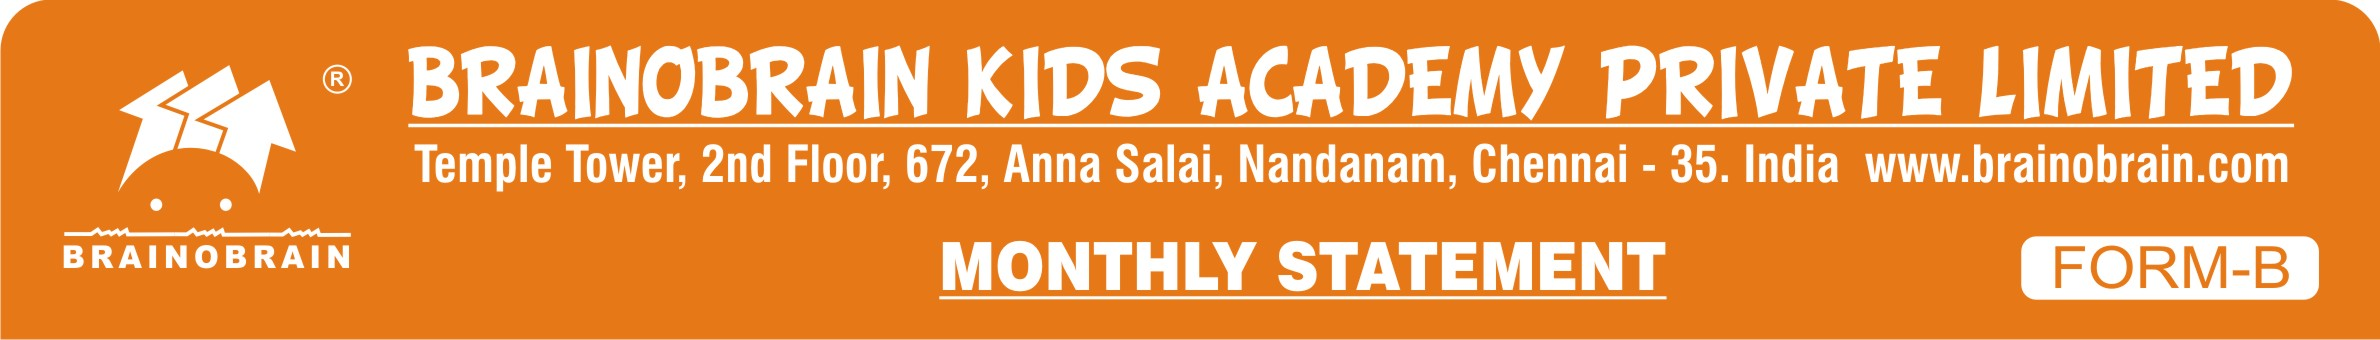 ®
BRAINOBRAIN
BRAINOBRAIN KIDS ACADEMY PRIVATE LIMITED
Temple Tower, 2nd Floor, 672, Anna Salai, Nandanam, Chennai - 35. India www.brainobrain.com
MONTHLY STATEMENT
FORM-B